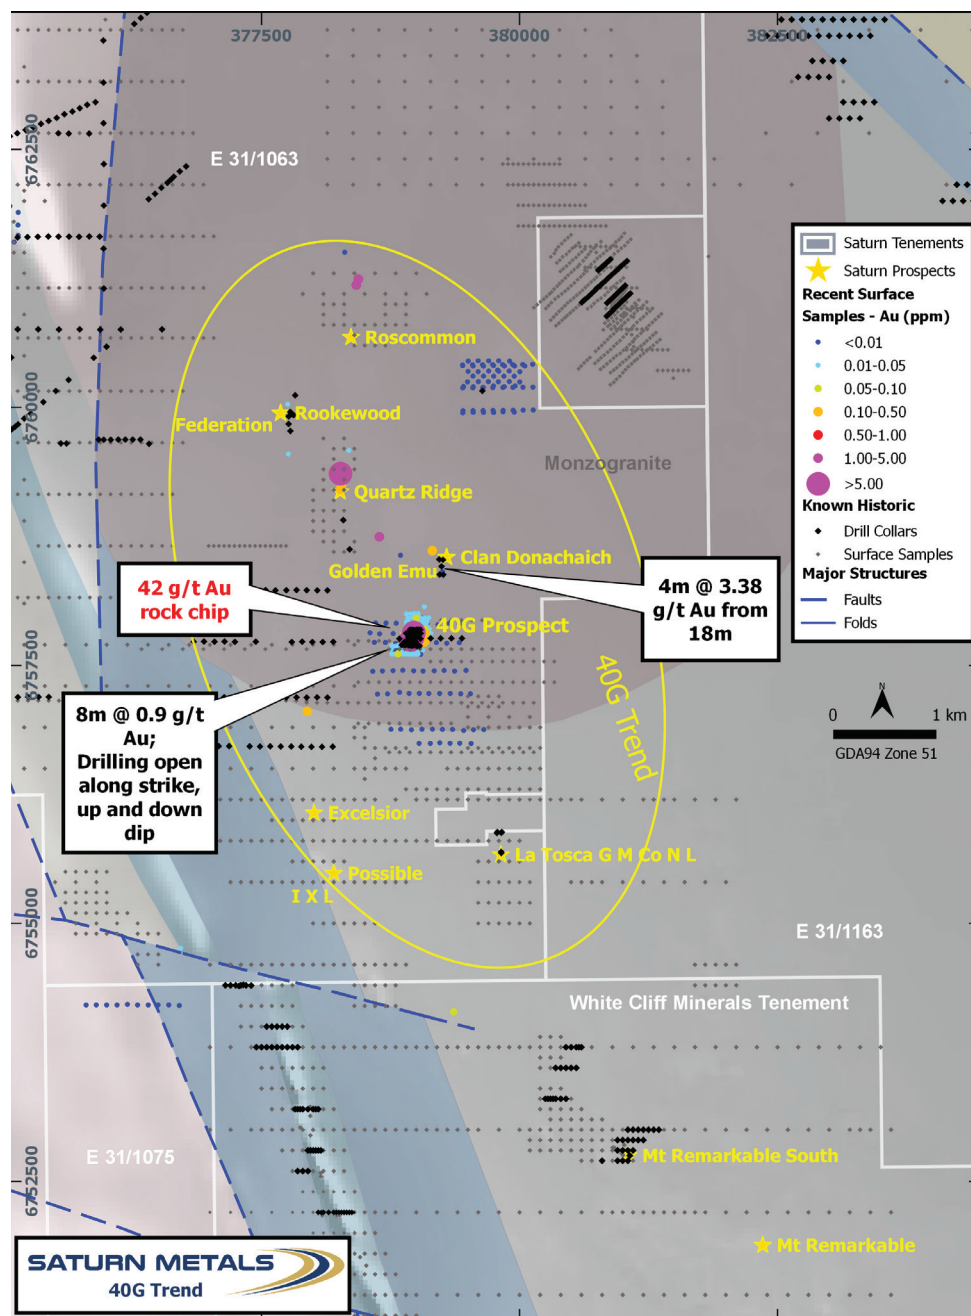 377500
380000
382500
6762500
E 31/1063
Saturn Tenements
Saturn Prospects
Recent Surface
Samples - Au (ppm)
<0.01
0.01-0.05
0.05-0.10
0.10-0.50
0.50-1.00
1.00-5.00
>5.00
Known Historic
Drill Collars
Surface Samples
Major Structures
Faults
Folds
Roscommon
6760000
Rookewood
Federation
Monzogranite
Quartz Ridge
Clan Donachaich
Golden Emu
42 g/t Au
rock chip
4m @ 3.38
g/t Au from
18m
40G Prospect
6757500
40G Trend
8m @ 0.9 g/t
Au;
Drilling open
along strike,
up and down
dip
N
0 1 km
GDA94 Zone 51
Excelsior
La Tosca G M Co N L
Possible
I X L
6755000
E 31/1163
White Cliff Minerals Tenement
E 31/1075
Mt Remarkable South
6752500
Mt Remarkable
SATURN METALS
40G Trend